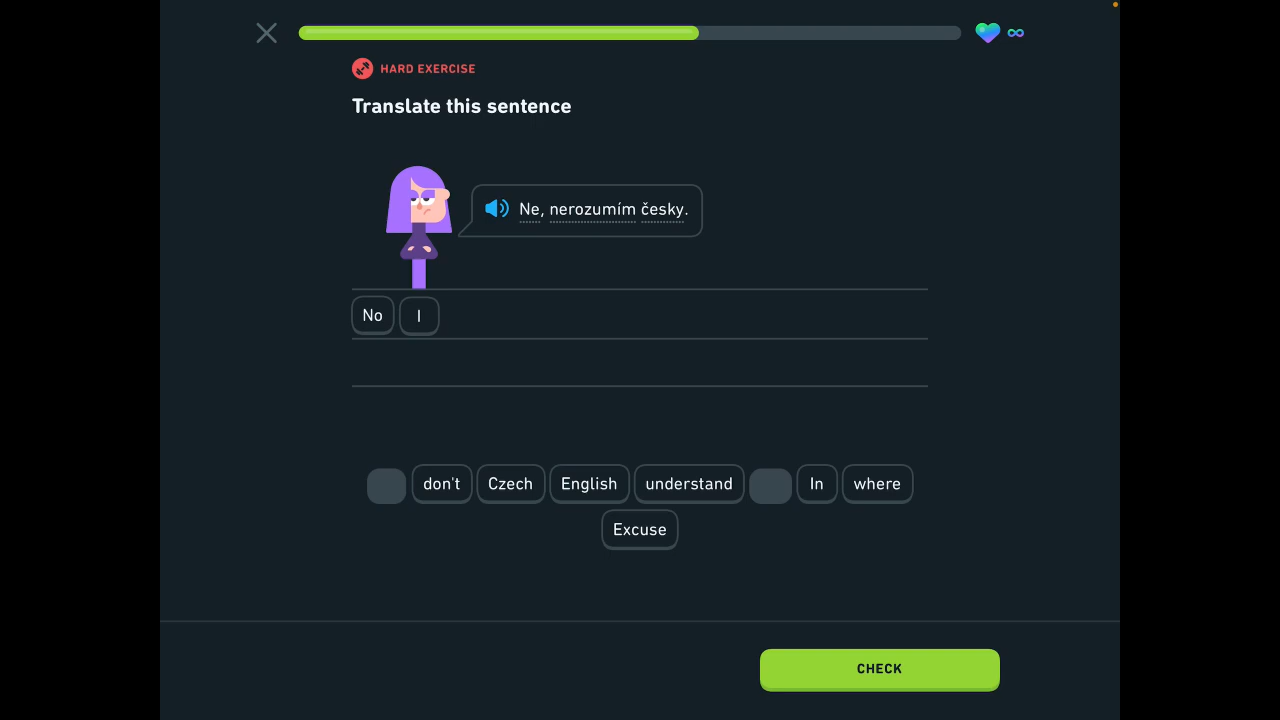 HARD EXERCISE
Translate this sentence
Ne, nerozumím česky.
No I
don't Czech English understand In where
Excuse
CHECK